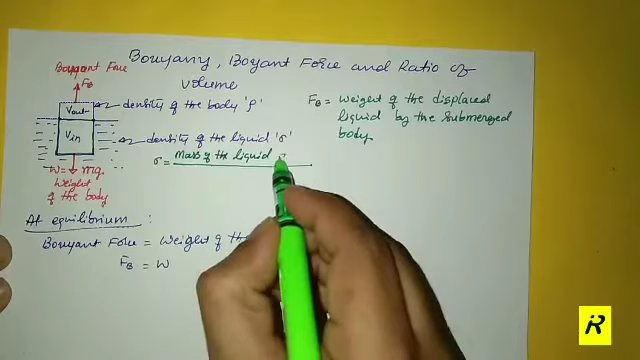 Bouyany, Boyant Force and Ratio of
volume
Bouyant Force
FB
Vout
density of the body 'ρ'
FB = weight of the displaced
liquid by the submerged
body.
Vin
density of the liquid 'σ'
σ = Mass of the liquid
W = mg.
Weight
of the body
At equilibrium :
Bouyant Force = Weight of the
FB = W
R